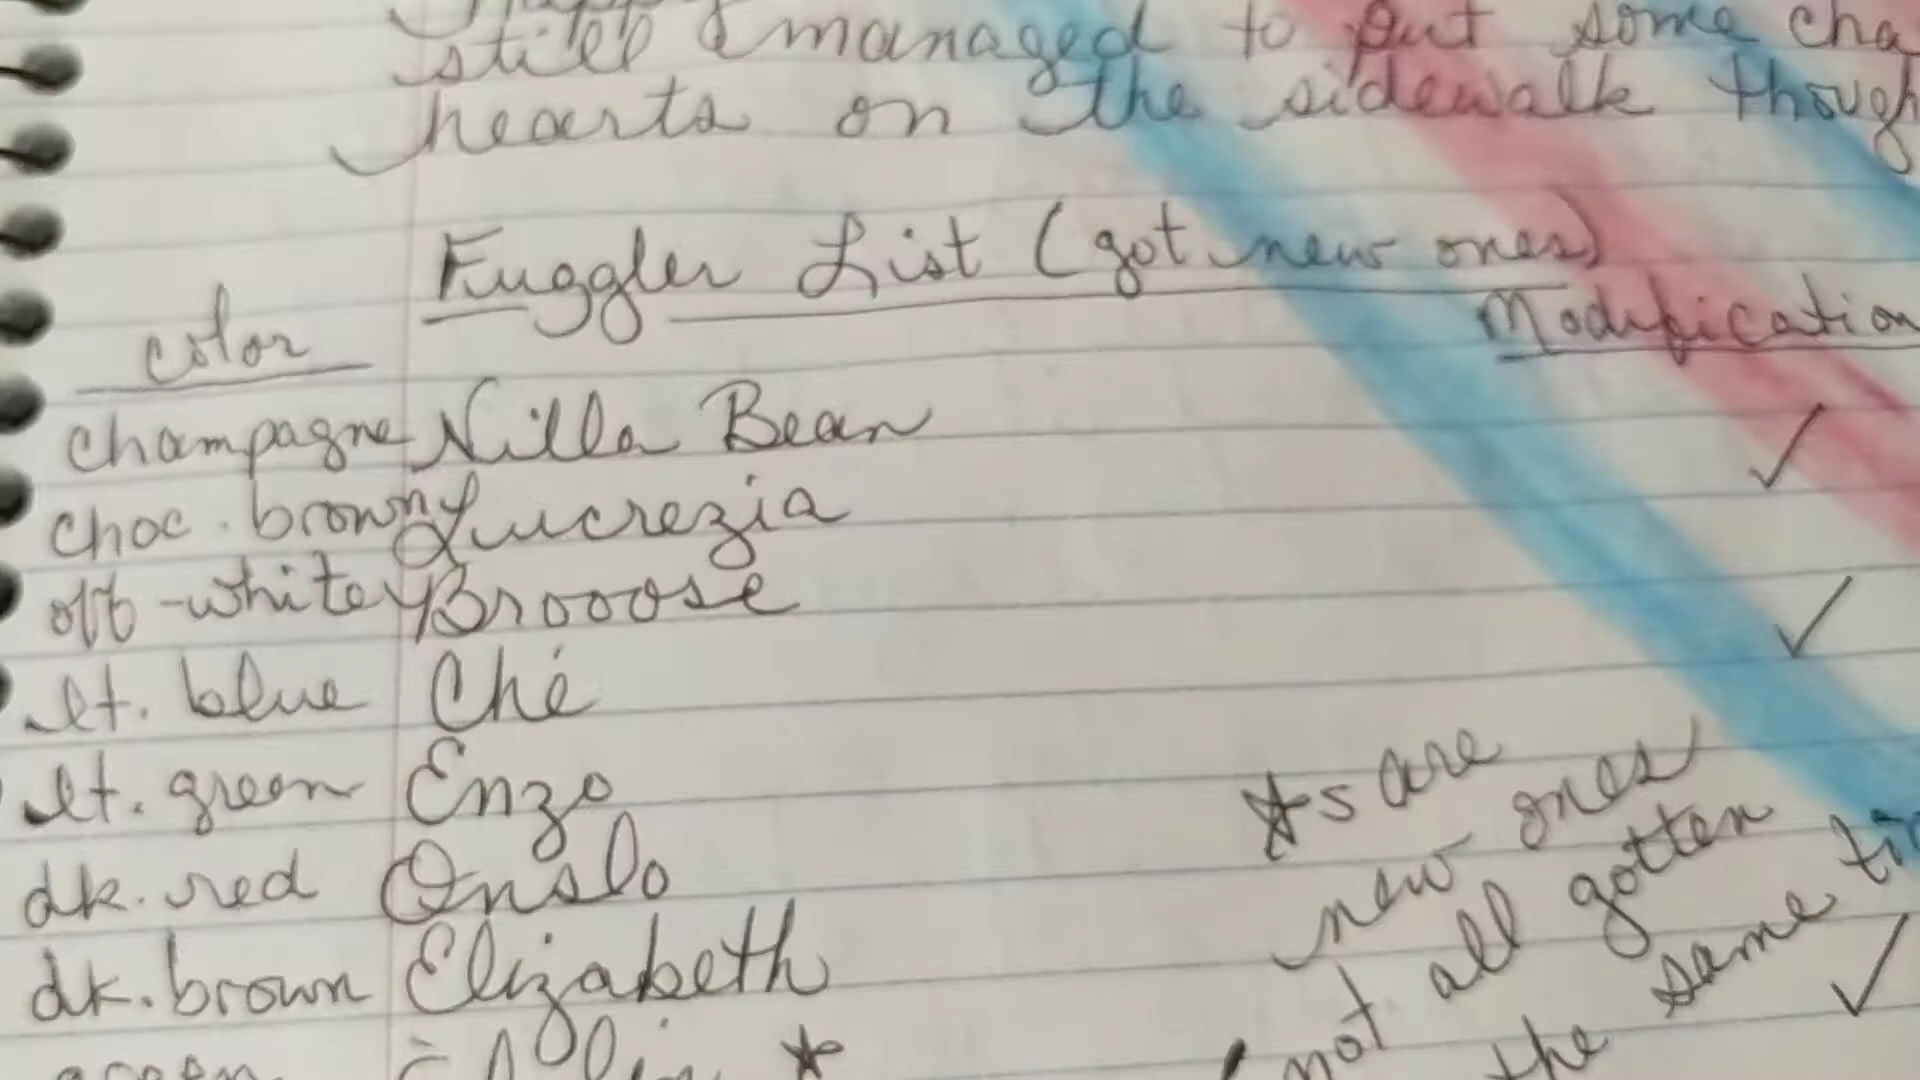 still managed to put some cha
hearts on the sidewalk though
Fuggler List (got new ones)
color
Modification
champagne Nilla Bean ✓
choc. brown Lucrezia
off-white Brooose ✓
lt. blue Ché
lt. green Enzo
dk. red Onslo
dk. brown Elizabeth ✓
green
★s are
new ones
(not all gotten
the same ti